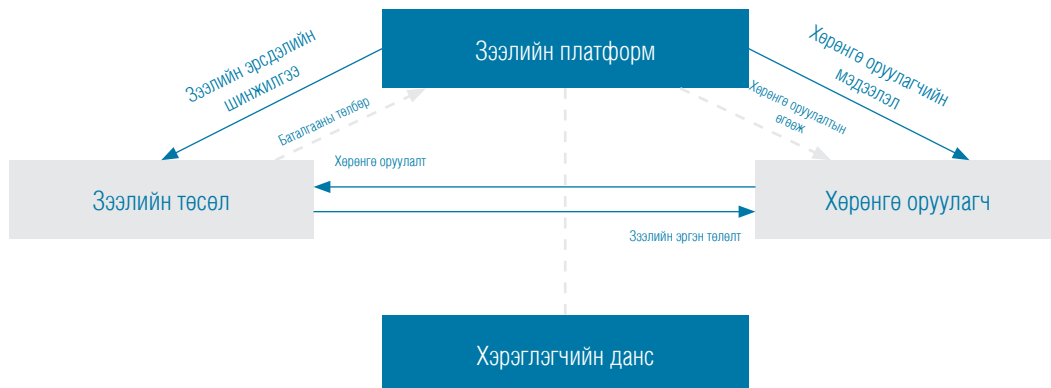 Зээлийн платформ
Зээлийн эрсдэлийн
шинжилгээ
Баталгааны төлбөр
Хөрөнгө оруулагчийн
мэдээлэл
Хөрөнгө оруулалтын
өгөөж
Хөрөнгө оруулалт
Зээлийн төсөл
Хөрөнгө оруулагч
Зээлийн эргэн төлөлт
Хэрэглэгчийн данс